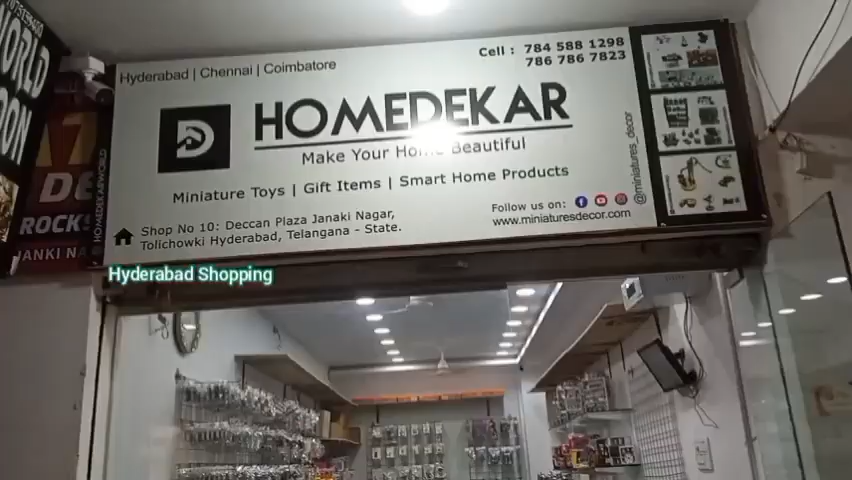 Hyderabad | Chennai | Coimbatore
Cell : 784 588 1298
786 786 7823
HOMEDEKAR
Make Your Home Beautiful
Miniature Toys | Gift Items | Smart Home Products
Shop No 10: Deccan Plaza Janaki Nagar,
Tolichowki Hyderabad, Telangana - State.
Follow us on:
www.miniaturesdecor.com
@miniatures_decor
HOMEDEKARWORLD
Hyderabad Shopping
WORLD
ROCKS